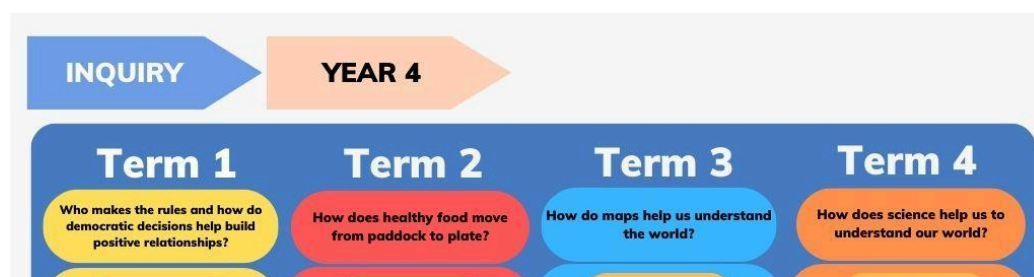 INQUIRY
YEAR 4
Term 1
Term 2
Term 3
Term 4
Who makes the rules and how do
democratic decisions help build
positive relationships?
How does healthy food move
from paddock to plate?
How do maps help us understand
the world?
How does science help us to
understand our world?